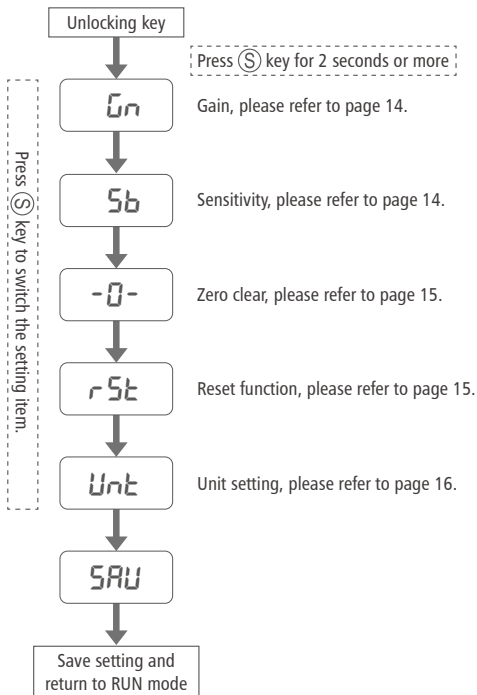 Unlocking key
Press Ⓢ key for 2 seconds or more
Gn
Gain, please refer to page 14.
Press Ⓢ key to switch the setting item.
Sb
Sensitivity, please refer to page 14.
-0-
Zero clear, please refer to page 15.
rSt
Reset function, please refer to page 15.
Unt
Unit setting, please refer to page 16.
SAU
Save setting and
return to RUN mode